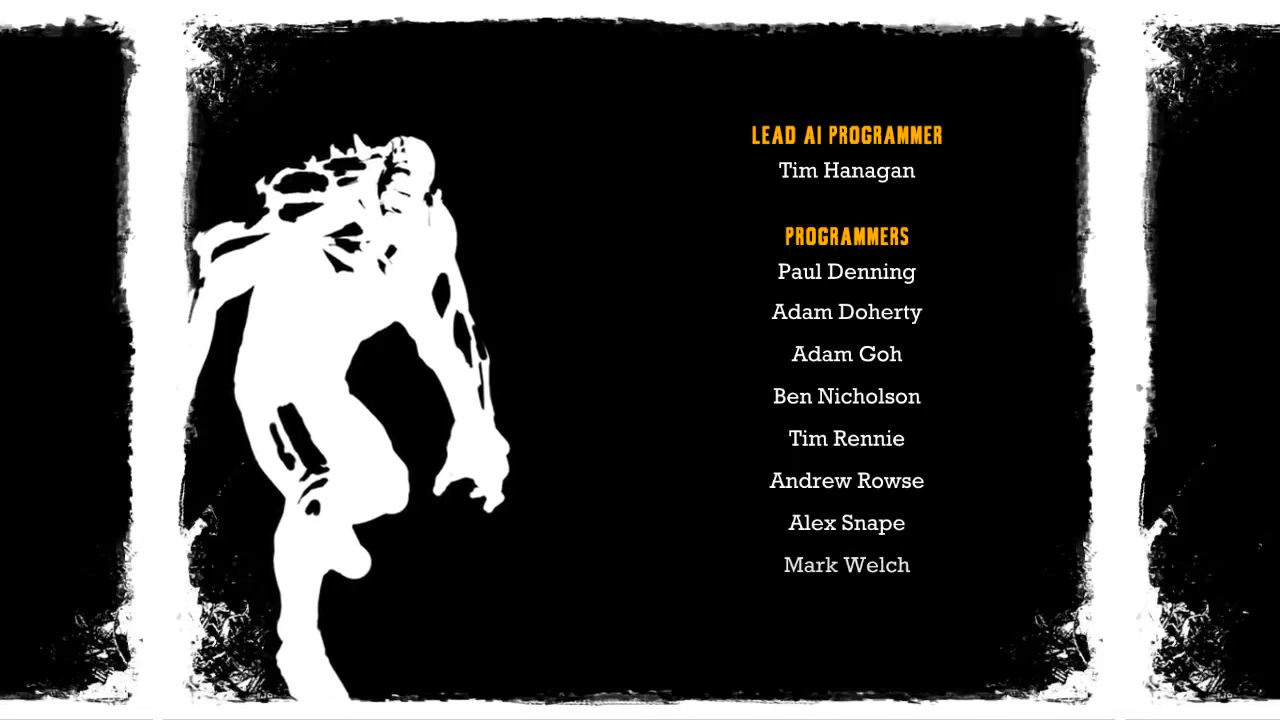 LEAD AI PROGRAMMER
Tim Hanagan
PROGRAMMERS
Paul Denning
Adam Doherty
Adam Goh
Ben Nicholson
Tim Rennie
Andrew Rowse
Alex Snape
Mark Welch